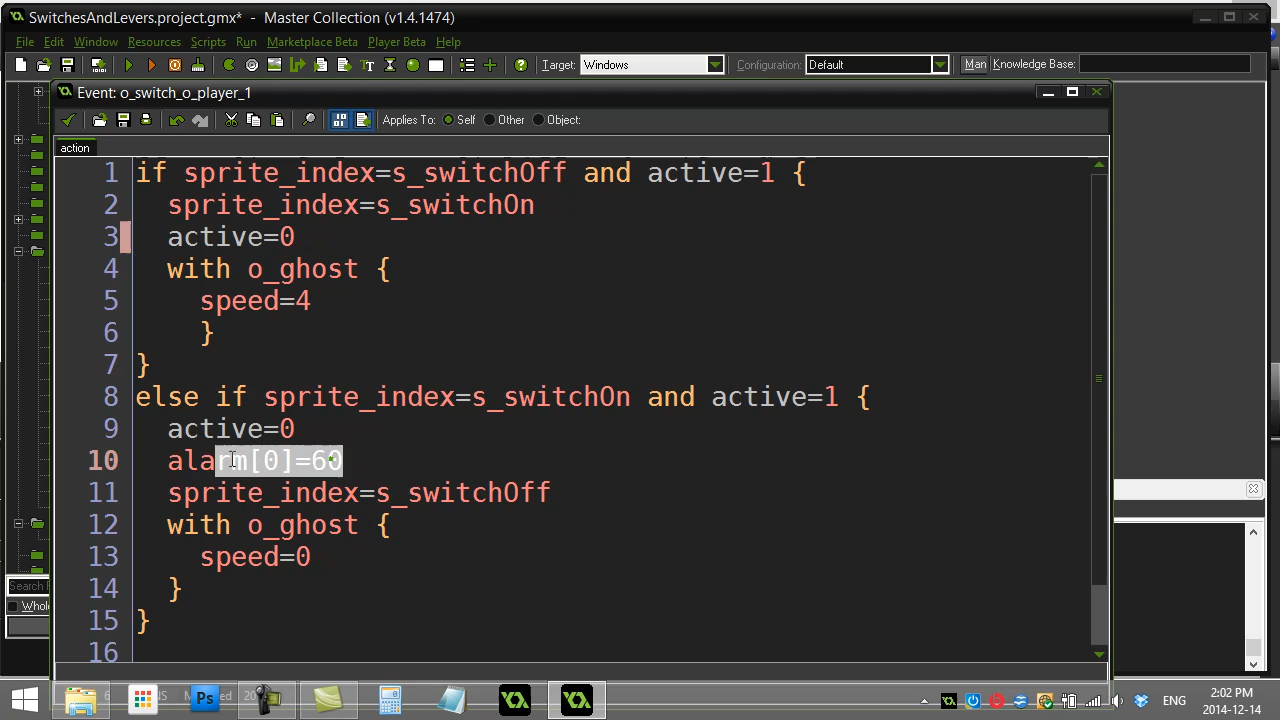 SwitchesAndLevers.project.gmx* - Master Collection (v1.4.1474)
File Edit Window Resources Scripts Run Marketplace Beta Player Beta Help
Target: Windows Configuration: Default Man Knowledge Base:
Event: o_switch_o_player_1
Applies To: Self Other Object:
action
1 if sprite_index=s_switchOff and active=1 {
2 sprite_index=s_switchOn
3 active=0
4 with o_ghost {
5 speed=4
6 }
7 }
8 else if sprite_index=s_switchOn and active=1 {
9 active=0
10 alarm[0]=60
11 sprite_index=s_switchOff
12 with o_ghost {
13 speed=0
14 }
15 }
16
Search
Whole
ENG
2:02 PM
2014-12-14